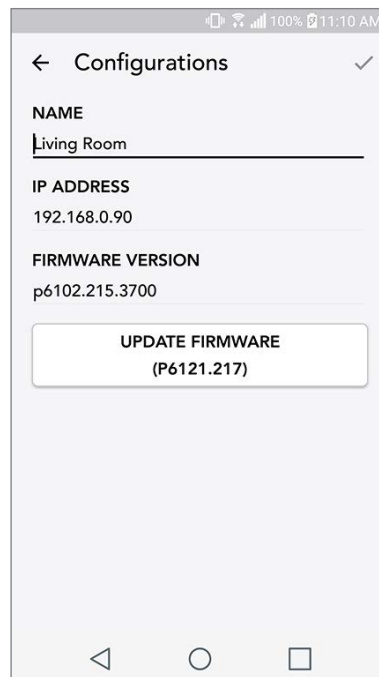 100% 11:10 AM
Configurations
NAME
Living Room
IP ADDRESS
192.168.0.90
FIRMWARE VERSION
p6102.215.3700
UPDATE FIRMWARE
(P6121.217)